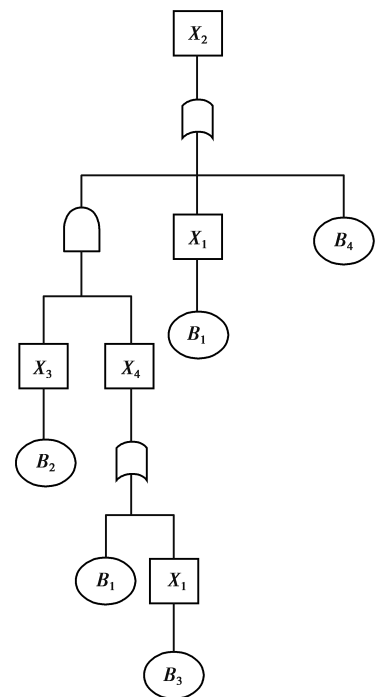 X₂
X₁
B₄
B₁
X₃
X₄
B₂
B₁
X₁
B₃